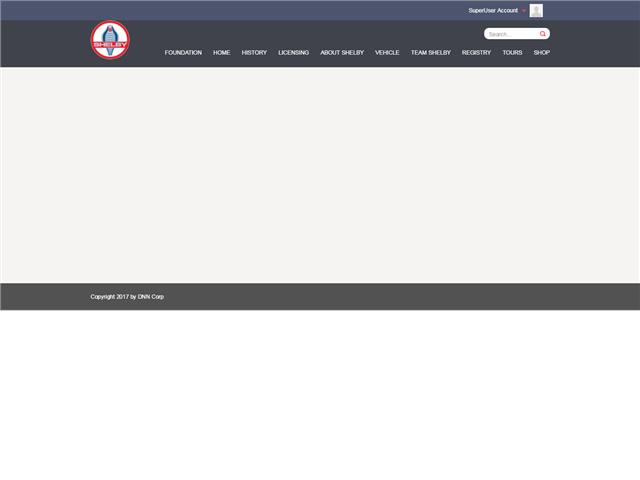 SuperUser Account
SHELBY
Search...
FOUNDATION HOME HISTORY LICENSING ABOUT SHELBY VEHICLE TEAM SHELBY REGISTRY TOURS SHOP
Copyright 2017 by DNN Corp